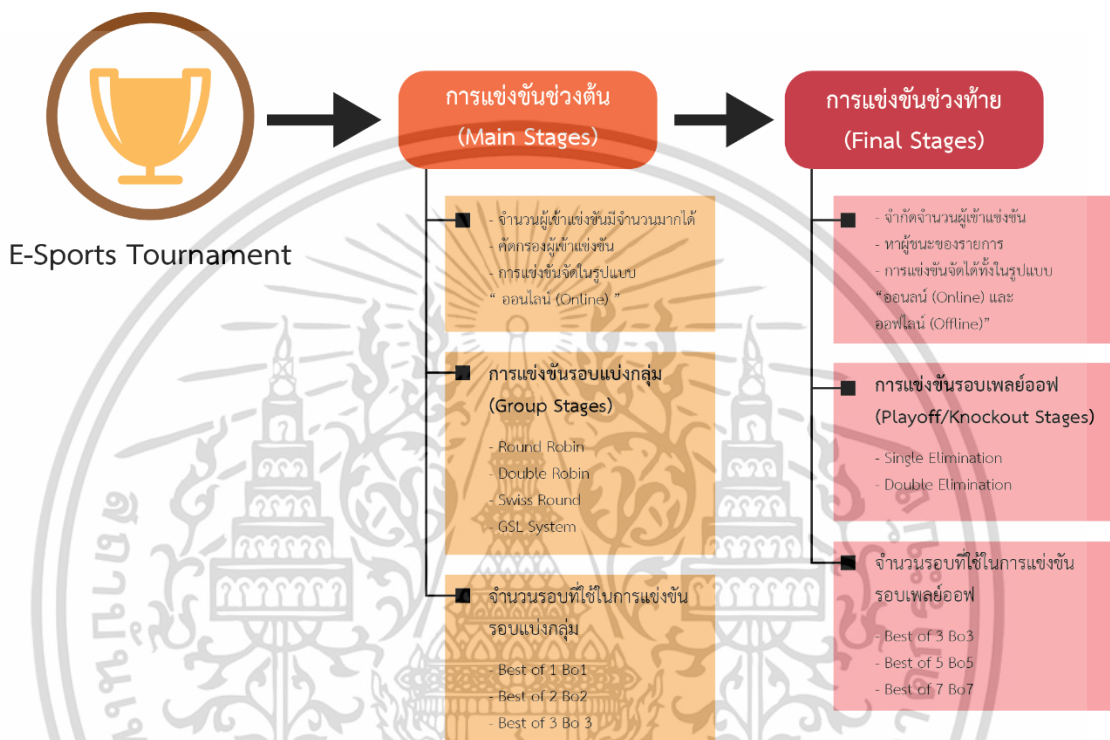 E-Sports Tournament
การแข่งขันช่วงต้น
(Main Stages)
- จำนวนผู้เข้าแข่งขันมีจำนวนมากได้
- คัดกรองผู้เข้าแข่งขัน
- การแข่งขันจัดในรูปแบบ
“ ออนไลน์ (Online) ”
การแข่งขันรอบแบ่งกลุ่ม
(Group Stages)
- Round Robin
- Double Robin
- Swiss Round
- GSL System
จำนวนรอบที่ใช้ในการแข่งขัน
รอบแบ่งกลุ่ม
- Best of 1 Bo1
- Best of 2 Bo2
- Best of 3 Bo 3
การแข่งขันช่วงท้าย
(Final Stages)
- จำกัดจำนวนผู้เข้าแข่งขัน
- หาผู้ชนะของรายการ
- การแข่งขันจัดได้ทั้งในรูปแบบ
“ออนลน์ (Online) และ
ออฟไลน์ (Offline)”
การแข่งขันรอบเพลย์ออฟ
(Playoff/Knockout Stages)
- Single Elimination
- Double Elimination
จำนวนรอบที่ใช้ในการแข่งขัน
รอบเพลย์ออฟ
- Best of 3 Bo3
- Best of 5 Bo5
- Best of 7 Bo7